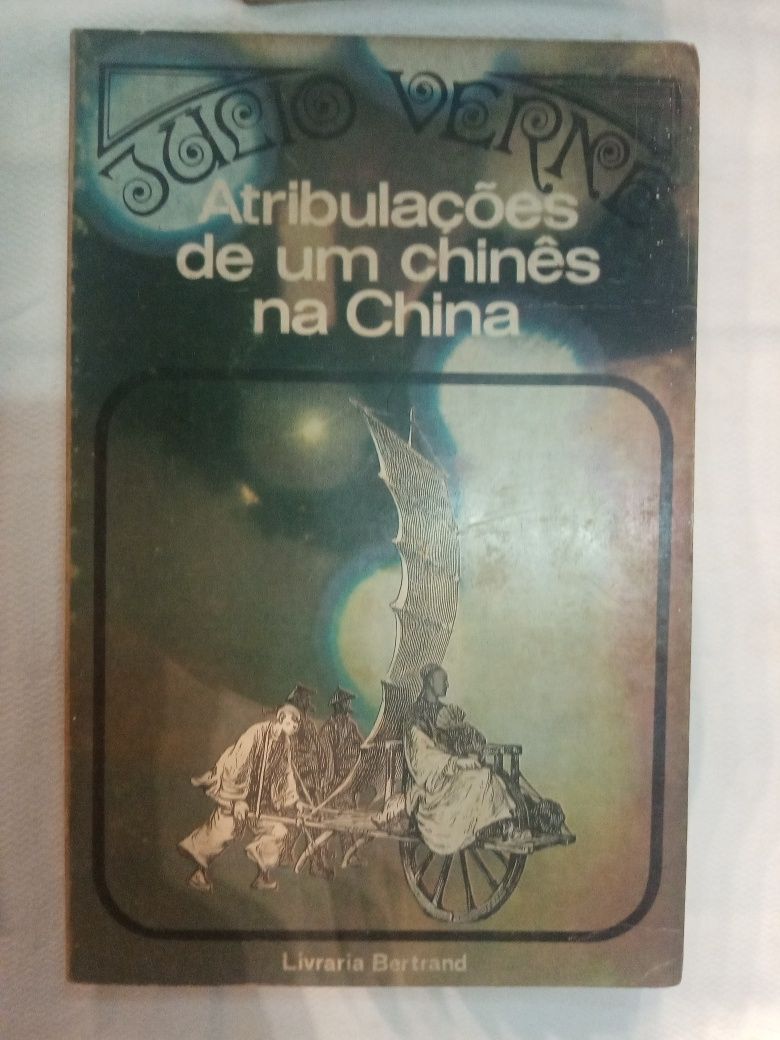 JULIO VERNE
Atribulações
de um chinês
na China
Livraria Bertrand